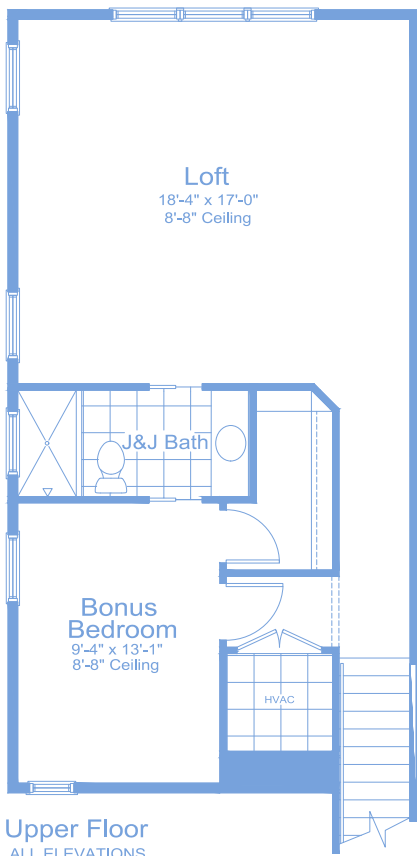 Loft
18'-4" x 17'-0"
8'-8" Ceiling
J&J Bath
Bonus
Bedroom
9'-4" x 13'-1"
8'-8" Ceiling
HVAC
Upper Floor
ALL ELEVATIONS